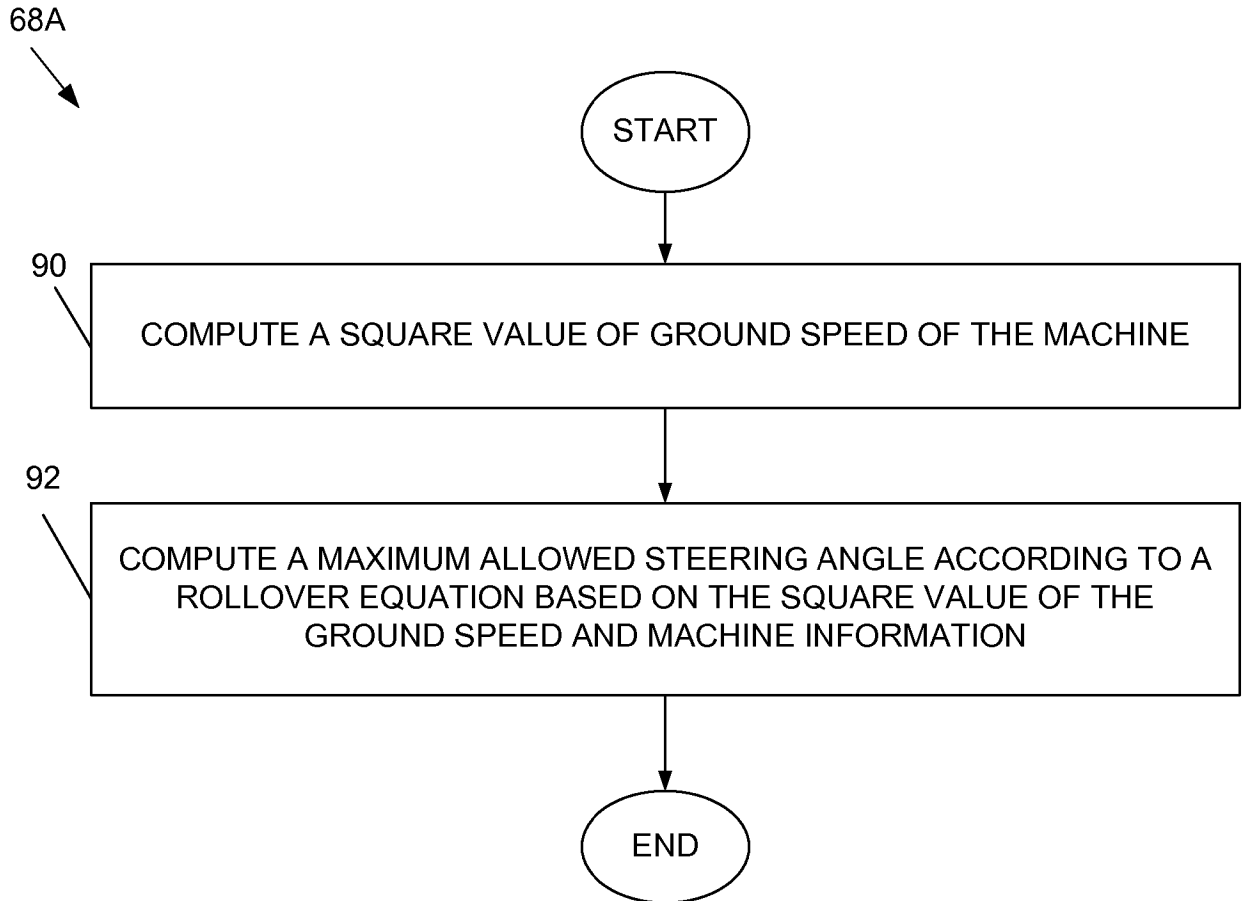 68A
START
90
COMPUTE A SQUARE VALUE OF GROUND SPEED OF THE MACHINE
92
COMPUTE A MAXIMUM ALLOWED STEERING ANGLE ACCORDING TO A
ROLLOVER EQUATION BASED ON THE SQUARE VALUE OF THE
GROUND SPEED AND MACHINE INFORMATION
END